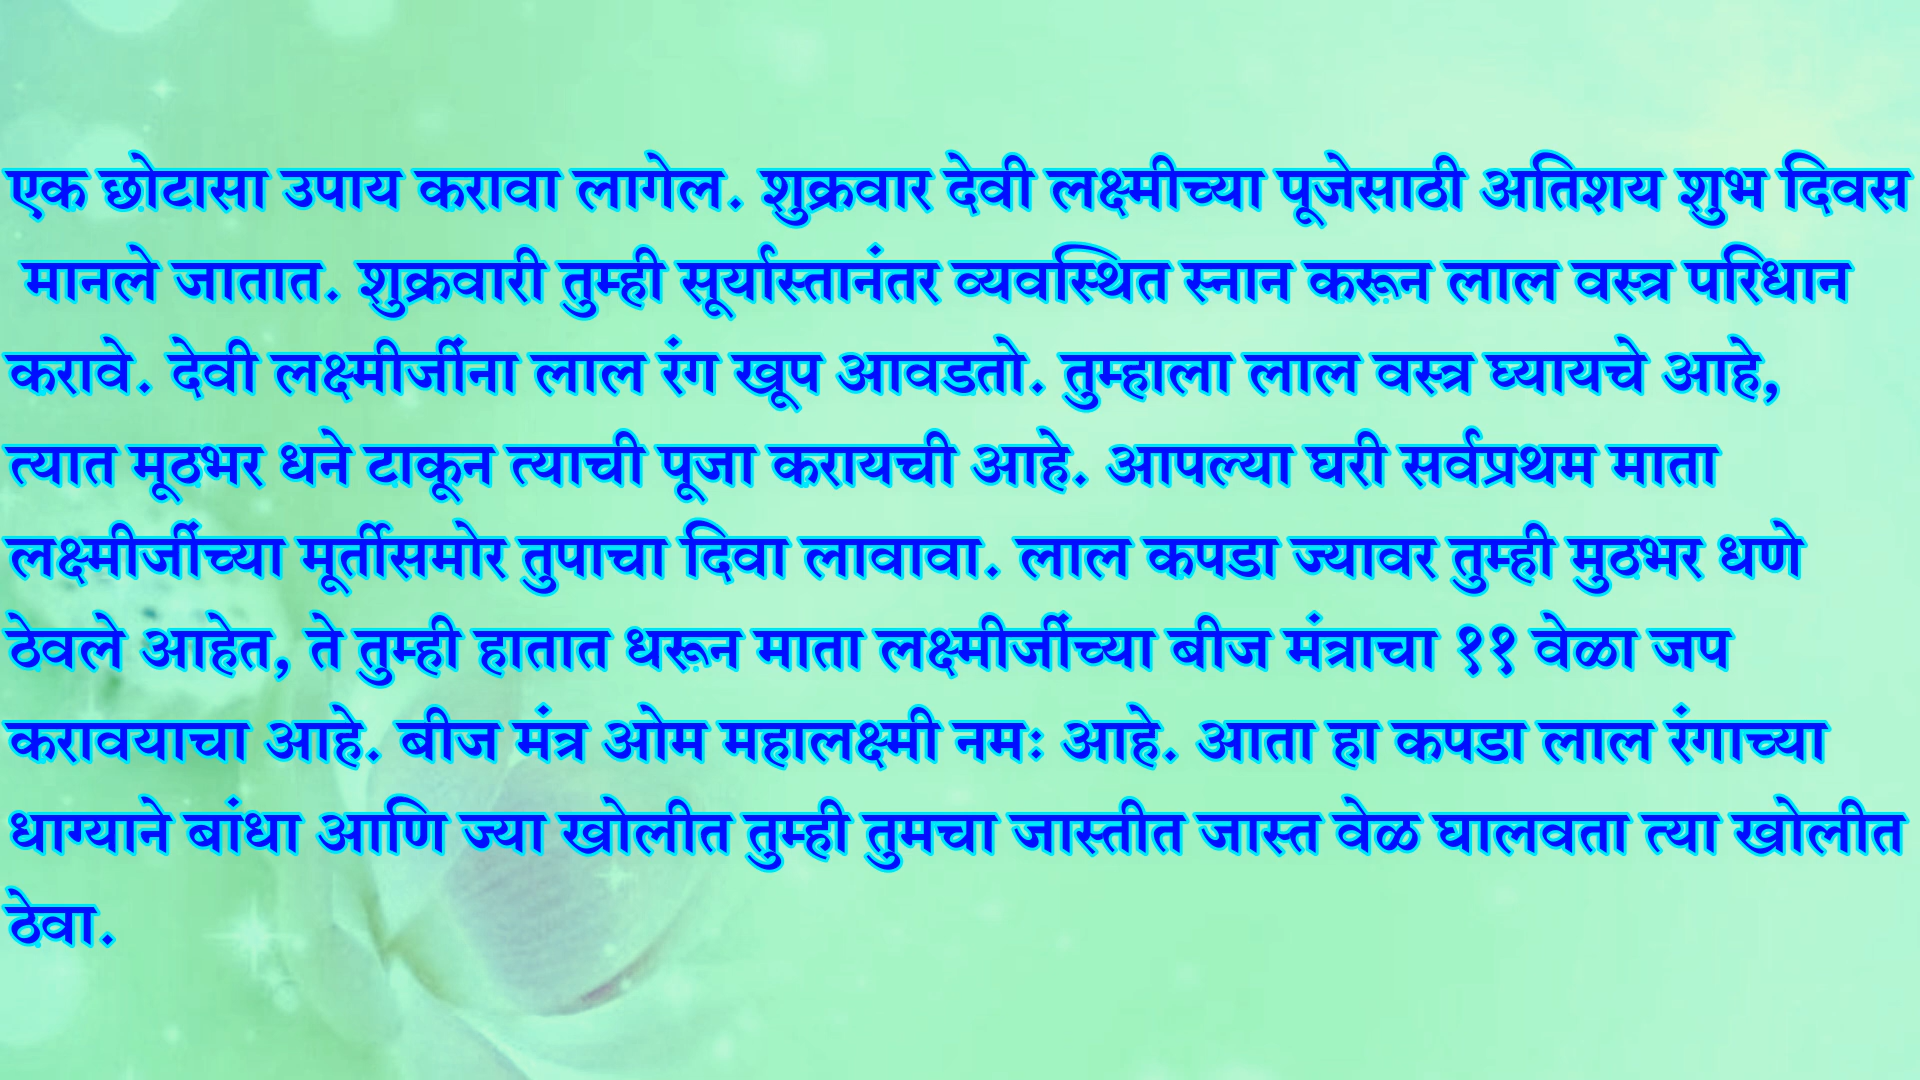 एक छोटासा उपाय करावा लागेल. शुक्रवार देवी लक्ष्मीच्या पूजेसाठी अतिशय शुभ दिवस
मानले जातात. शुक्रवारी तुम्ही सूर्यास्तानंतर व्यवस्थित स्नान करून लाल वस्त्र परिधान
करावे. देवी लक्ष्मीजींना लाल रंग खूप आवडतो. तुम्हाला लाल वस्त्र घ्यायचे आहे,
त्यात मूठभर धने टाकून त्याची पूजा करायची आहे. आपल्या घरी सर्वप्रथम माता
लक्ष्मीजींच्या मूर्तीसमोर तुपाचा दिवा लावावा. लाल कपडा ज्यावर तुम्ही मुठभर धणे
ठेवले आहेत, ते तुम्ही हातात धरून माता लक्ष्मीजींच्या बीज मंत्राचा ११ वेळा जप
करावयाचा आहे. बीज मंत्र ओम महालक्ष्मी नमः आहे. आता हा कपडा लाल रंगाच्या
धाग्याने बांधा आणि ज्या खोलीत तुम्ही तुमचा जास्तीत जास्त वेळ घालवता त्या खोलीत
ठेवा.